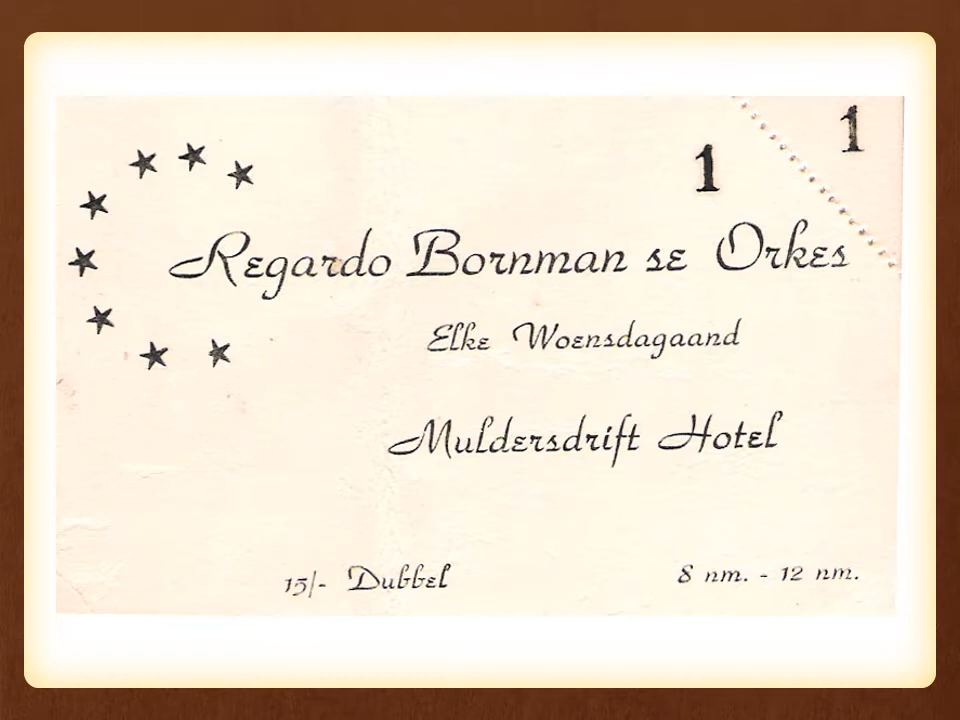 1
1
Regardo Bornman se Orkes
Elke Woensdagaand
Muldersdrift Hotel
15/- Dubbel
8 nm. - 12 nm.